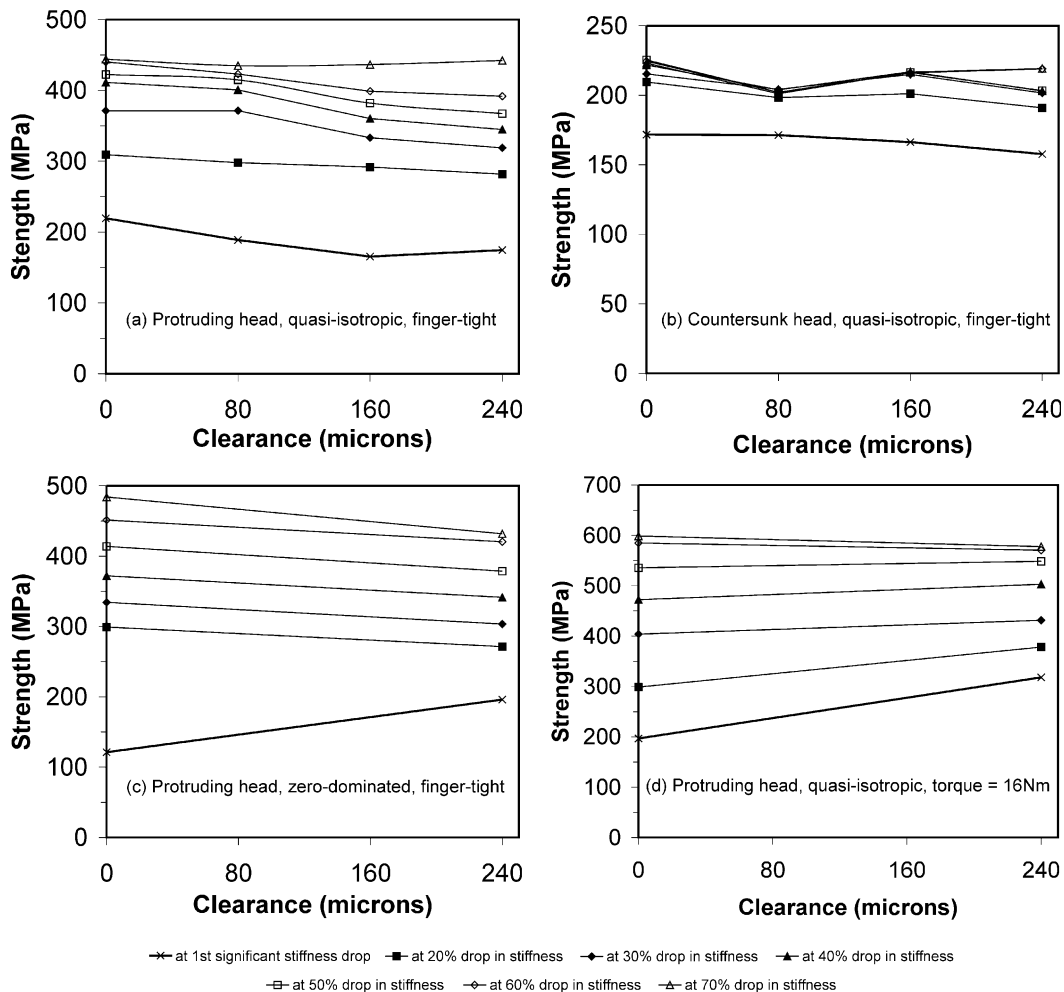 500
450
400
300
200
100
0
0 80 160 240
Stength (MPa)
Clearance (microns)
(a) Protruding head, quasi-isotropic, finger-tight
250
200
150
100
50
0
0 80 160 240
Strength (MPa)
Clearance (microns)
(b) Countersunk head, quasi-isotropic, finger-tight
500
400
300
200
100
0
0 80 160 240
Strength (MPa)
Clearance (microns)
(c) Protruding head, zero-dominated, finger-tight
700
600
500
400
300
200
100
0
0 80 160 240
Strength (MPa)
Clearance (microns)
(d) Protruding head, quasi-isotropic, torque = 16Nm
at 1st significant stiffness drop at 20% drop in stiffness at 30% drop in stiffness at 40% drop in stiffness
at 50% drop in stiffness at 60% drop in stiffness at 70% drop in stiffness